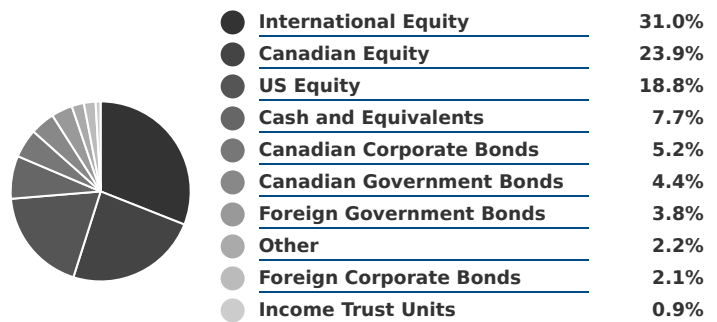 International Equity 31.0%
Canadian Equity 23.9%
US Equity 18.8%
Cash and Equivalents 7.7%
Canadian Corporate Bonds 5.2%
Canadian Government Bonds 4.4%
Foreign Government Bonds 3.8%
Other 2.2%
Foreign Corporate Bonds 2.1%
Income Trust Units 0.9%